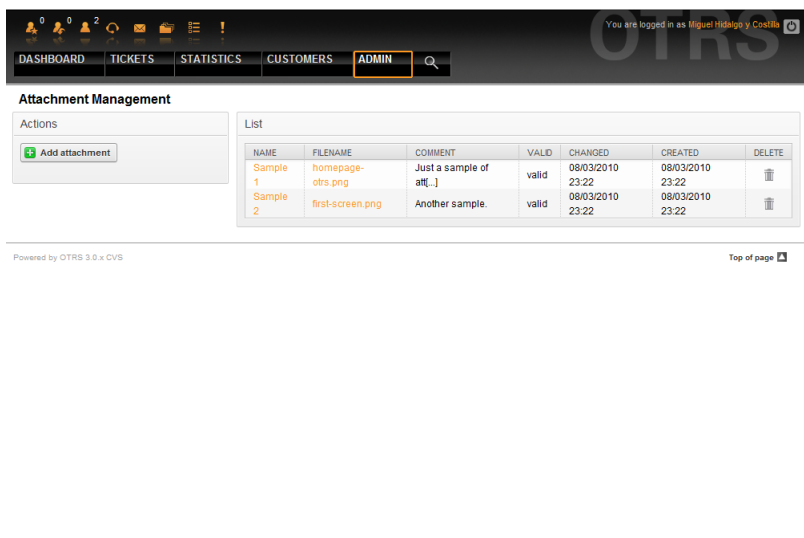 0 0 2
You are logged in as Miguel Hidalgo y Costilla
OTRS
DASHBOARD TICKETS STATISTICS CUSTOMERS ADMIN
Attachment Management
Actions
Add attachment
List
NAME FILENAME COMMENT VALID CHANGED CREATED DELETE
Sample homepage- Just a sample of 08/03/2010 08/03/2010
1 otrs.png att[...] valid 23:22 23:22
Sample 08/03/2010 08/03/2010
2 first-screen.png Another sample. valid 23:22 23:22
Powered by OTRS 3.0.x CVS
Top of page